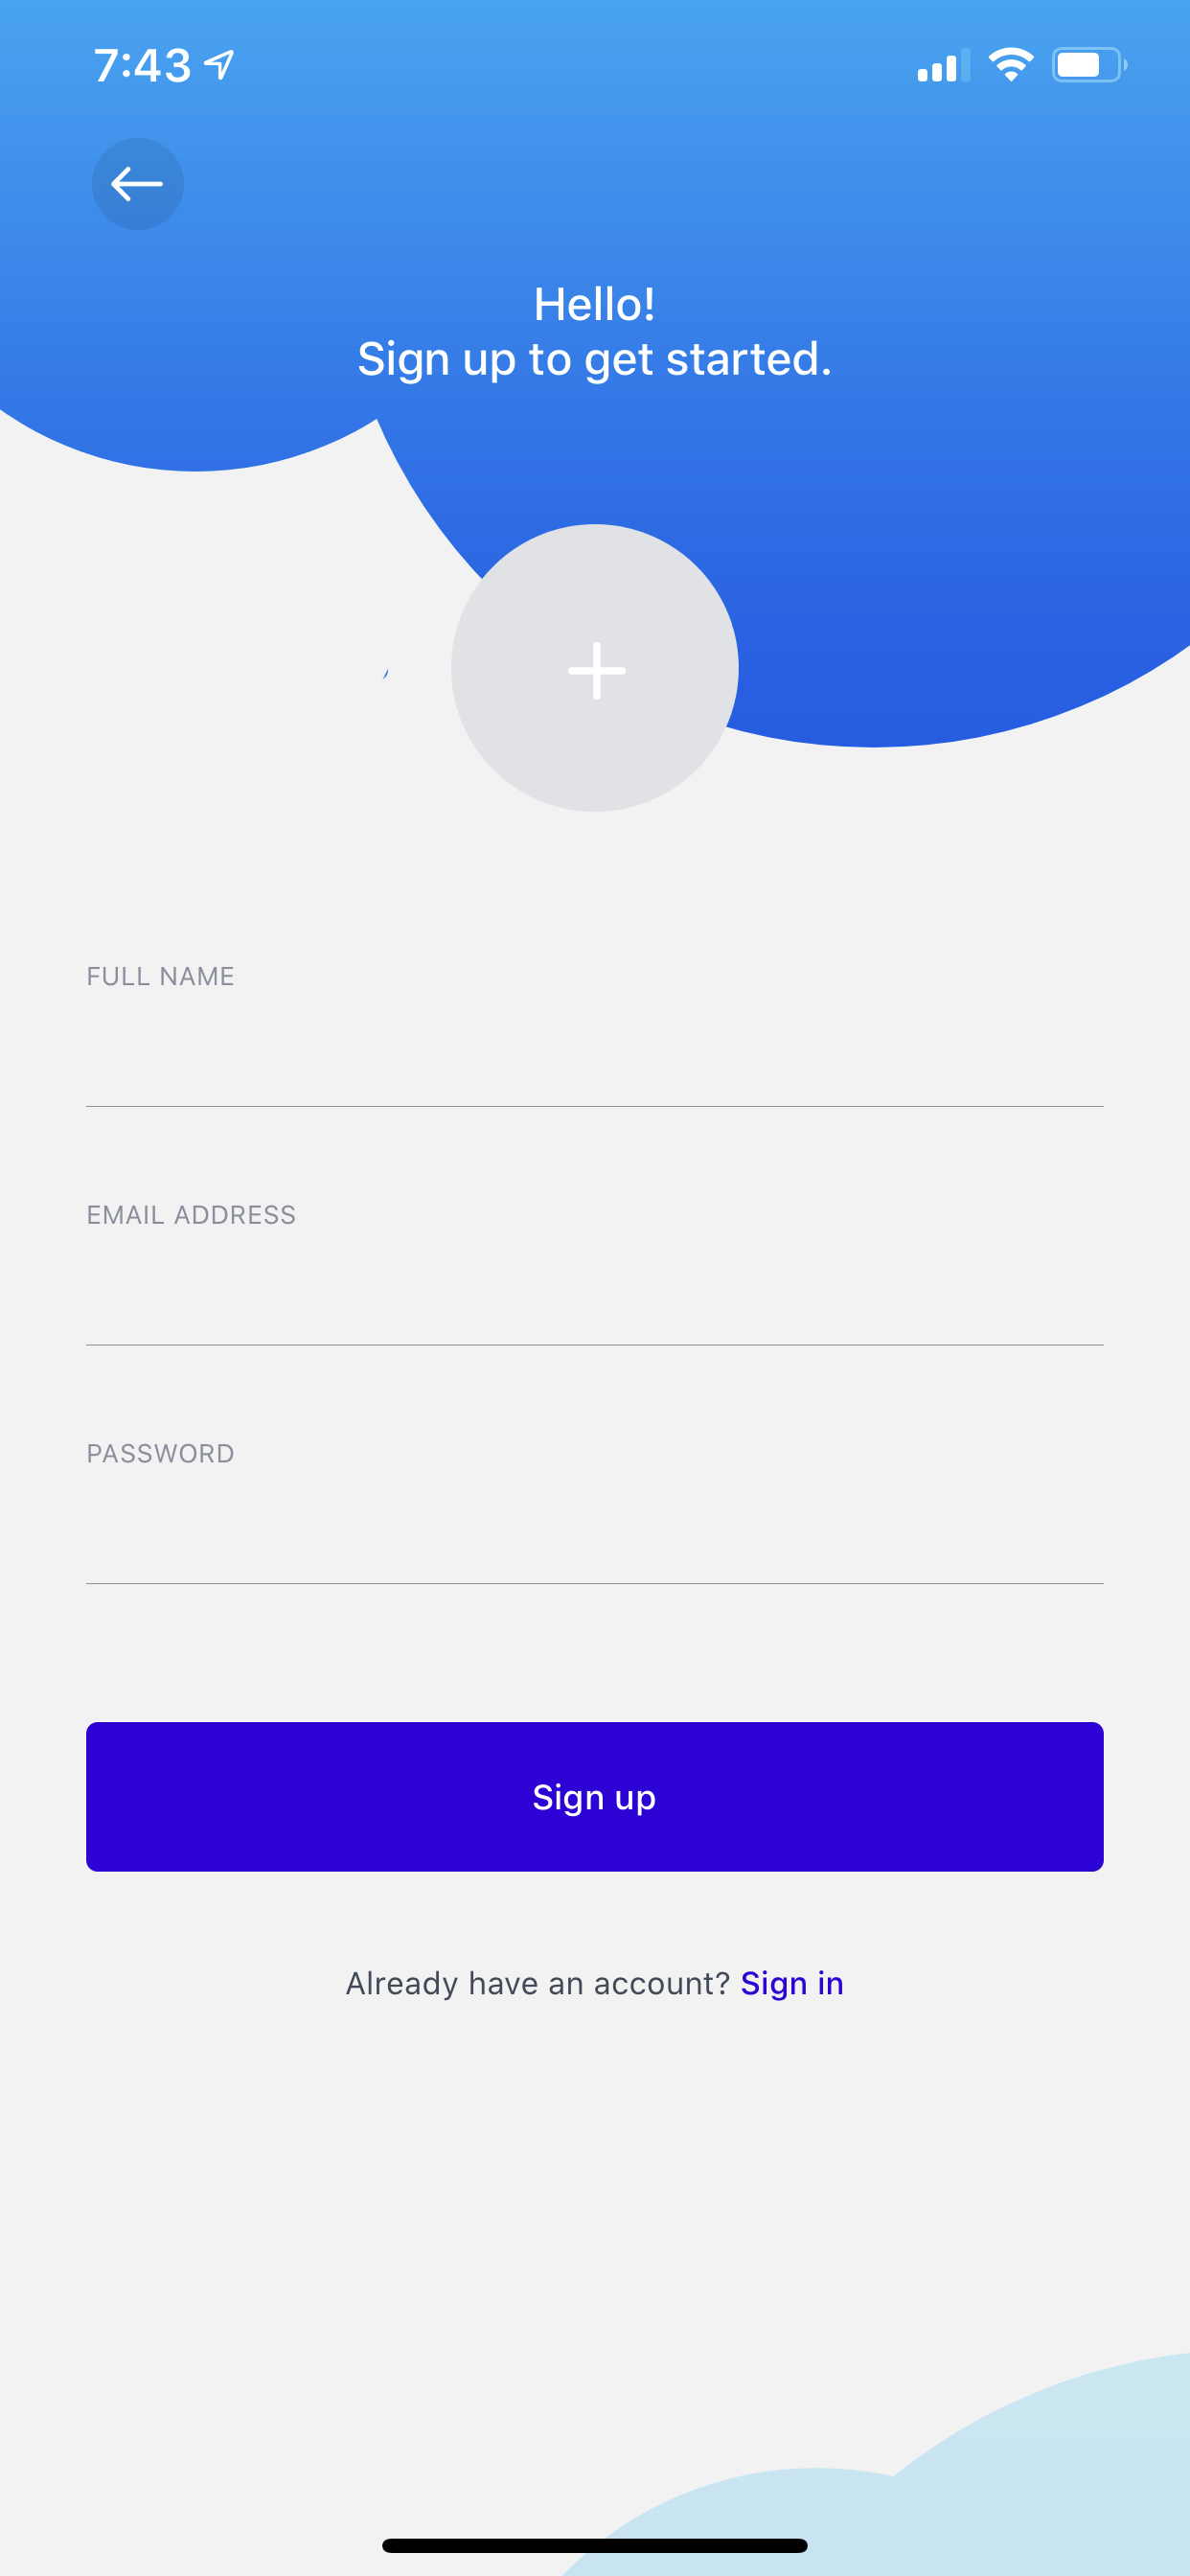 7:43
Hello!
Sign up to get started.
FULL NAME
EMAIL ADDRESS
PASSWORD
Sign up
Already have an account? Sign in